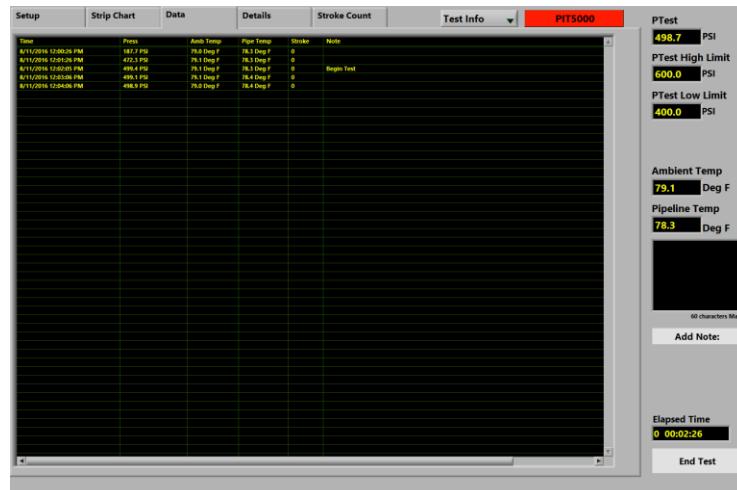 Setup Strip Chart Data Details Stroke Count Test Info PIT5000
Time Press Amb Temp Pipe Temp Stroke Note
8/11/2016 12:00:26 PM 187.7 PSI 79.0 Deg F 78.1 Deg F 0
8/11/2016 12:01:26 PM 472.3 PSI 79.1 Deg F 78.3 Deg F 0
8/11/2016 12:02:05 PM 499.4 PSI 79.1 Deg F 78.3 Deg F 0 Begin Test
8/11/2016 12:03:06 PM 499.1 PSI 79.1 Deg F 78.4 Deg F 0
8/11/2016 12:04:06 PM 498.9 PSI 79.0 Deg F 78.4 Deg F 0
PTest
498.7 PSI
PTest High Limit
600.0 PSI
PTest Low Limit
400.0 PSI
Ambient Temp
79.1 Deg F
Pipeline Temp
78.3 Deg F
60 characters Ma
Add Note:
Elapsed Time
0 00:02:26
End Test